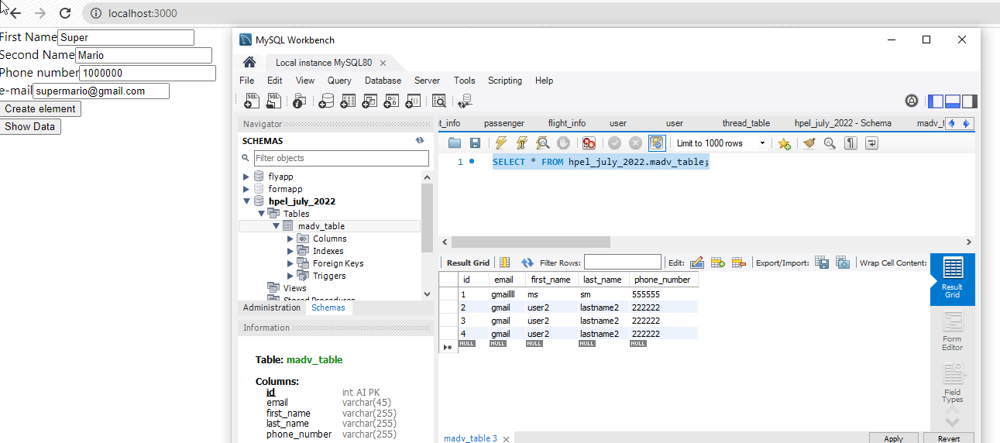 localhost:3000
First Name Super
Second Name Mario
Phone number 1000000
e-mail supermario@gmail.com
Create element
Show Data
MySQL Workbench
Local instance MySQL80
File Edit View Query Database Server Tools Scripting Help
Navigator
SCHEMAS
Filter objects
flyapp
formapp
hpel_july_2022
Tables
madv_table
Columns
Indexes
Foreign Keys
Triggers
Views
Stored Procedures
Administration Schemas
Information
Table: madv_table
Columns:
id int AI PK
email varchar(45)
first_name varchar(255)
last_name varchar(255)
phone_number varchar(255)
t_info passenger flight_info user user thread_table hpel_july_2022 - Schema madv_t
Limit to 1000 rows
1 SELECT * FROM hpel_july_2022.madv_table;
Result Grid Filter Rows: Edit: Export/Import: Wrap Cell Content:
id email first_name last_name phone_number
1 gmaillll ms sm 555555
2 gmail user2 lastname2 222222
3 gmail user2 lastname2 222222
4 gmail user2 lastname2 222222
NULL NULL NULL NULL NULL
Result
Grid
Form
Editor
Field
Types
madv_table 3
Apply Revert